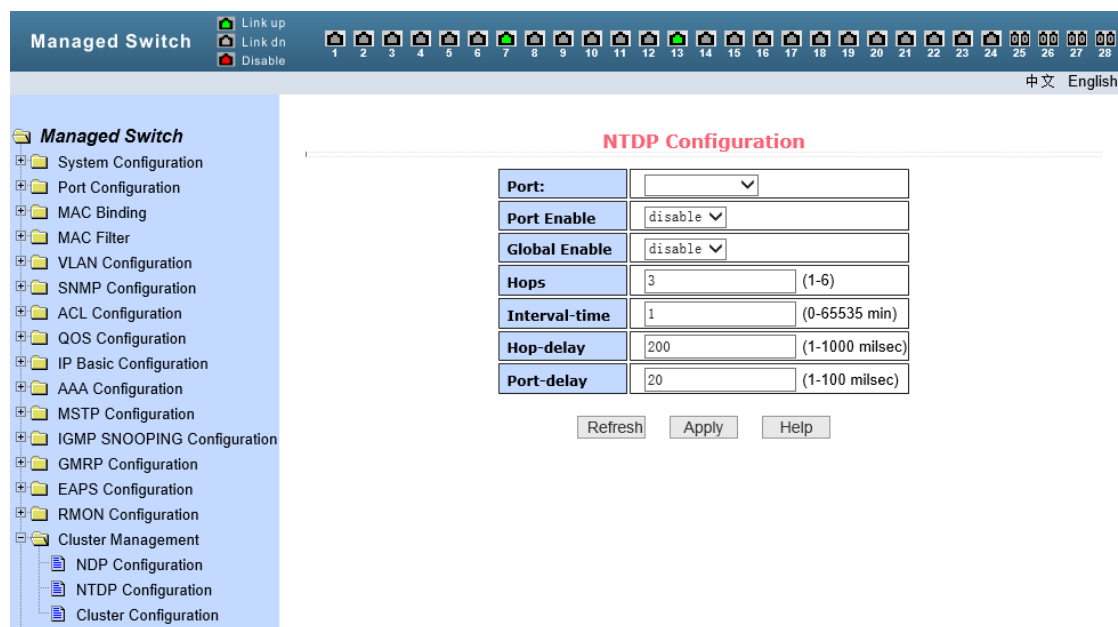 Managed Switch
Link up
Link dn
Disable
1 2 3 4 5 6 7 8 9 10 11 12 13 14 15 16 17 18 19 20 21 22 23 24 25 26 27 28
中文 English
Managed Switch
System Configuration
Port Configuration
MAC Binding
MAC Filter
VLAN Configuration
SNMP Configuration
ACL Configuration
QOS Configuration
IP Basic Configuration
AAA Configuration
MSTP Configuration
IGMP SNOOPING Configuration
GMRP Configuration
EAPS Configuration
RMON Configuration
Cluster Management
NDP Configuration
NTDP Configuration
Cluster Configuration
NTDP Configuration
Port:
Port Enable disable
Global Enable disable
Hops 3 (1-6)
Interval-time 1 (0-65535 min)
Hop-delay 200 (1-1000 milsec)
Port-delay 20 (1-100 milsec)
Refresh Apply Help